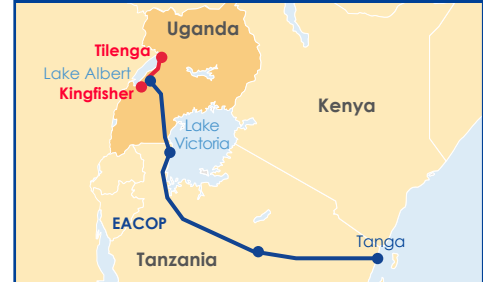 Uganda
Tilenga
Lake Albert
Kingfisher
Kenya
Lake
Victoria
EACOP
Tanga
Tanzania